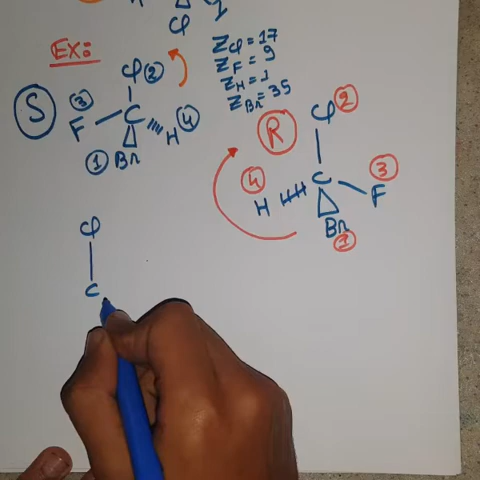 Cl
EX:
Z Cl = 17
Z F = 9
Z H = 1
Z Br = 35
S
Cl ②
③
F
C
H ④
① Br
R
Cl ②
④
H
C
③
F
Br
①
Cl
C